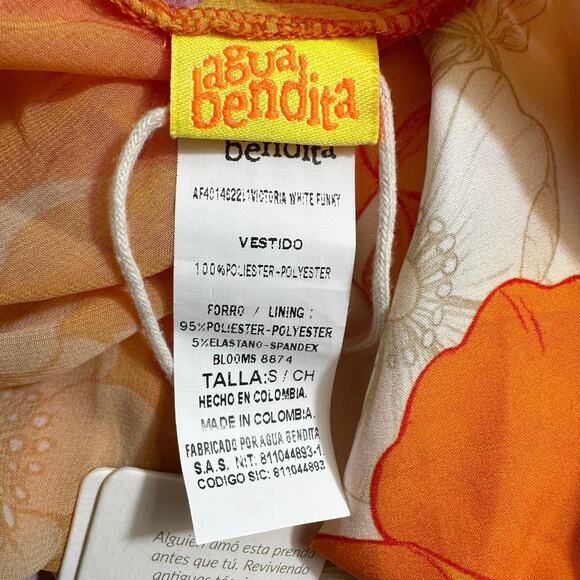 agua
bendita
bendita
VICTORIA WHITE FUNKY
VESTIDO
100%POLIESTER-POLYESTER
FORRO / LINING :
95%POLIESTER-POLYESTER
5%ELASTANO-SPANDEX
BLOOMS 8874
TALLA:S / CH
HECHO EN COLOMBIA.
MADE IN COLOMBIA.
FABRICADO POR AGUA BENDITA
S.A.S. NIT: 811044893-1.
CODIGO SIC: 811044893
Alguien amó esta prenda
antes que tú. Reviviendo
antiguas